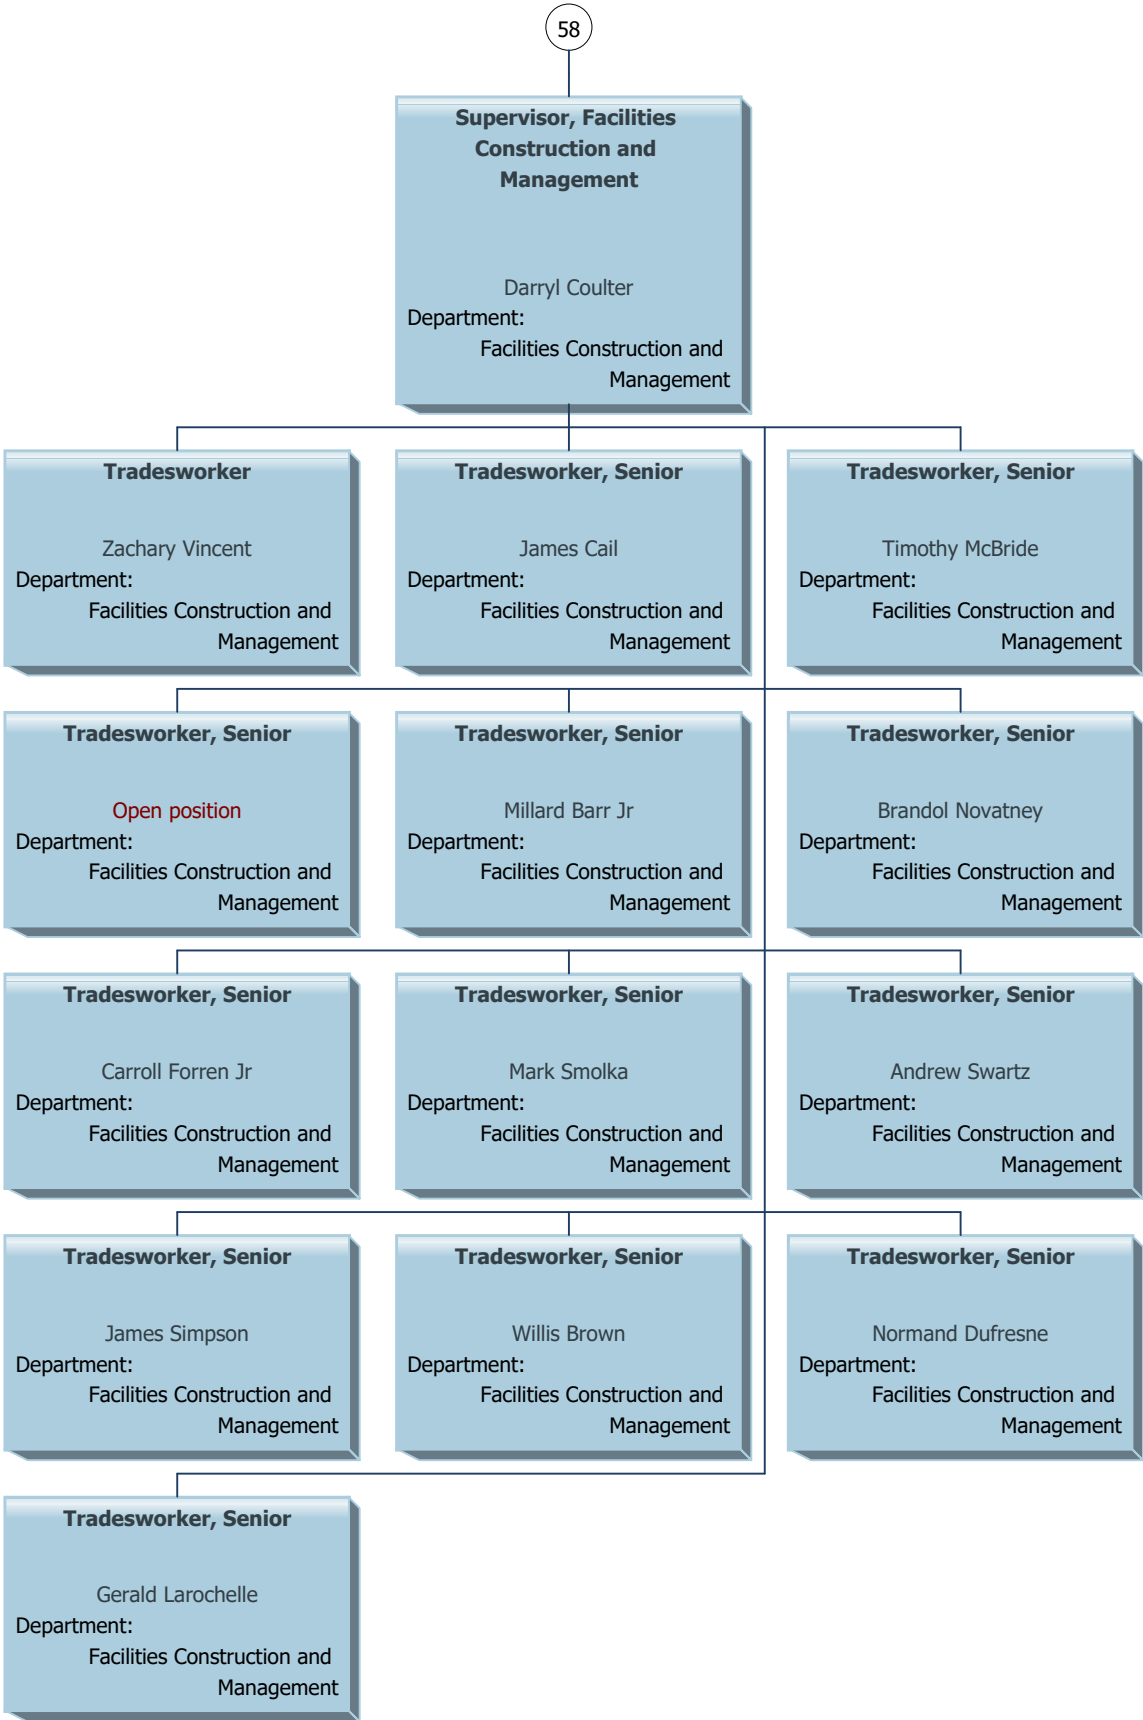 58
Supervisor, Facilities
Construction and
Management
Darryl Coulter
Department:
Facilities Construction and
Management
Tradesworker
Zachary Vincent
Department:
Facilities Construction and
Management
Tradesworker, Senior
James Cail
Department:
Facilities Construction and
Management
Tradesworker, Senior
Timothy McBride
Department:
Facilities Construction and
Management
Tradesworker, Senior
Open position
Department:
Facilities Construction and
Management
Tradesworker, Senior
Millard Barr Jr
Department:
Facilities Construction and
Management
Tradesworker, Senior
Brandol Novatney
Department:
Facilities Construction and
Management
Tradesworker, Senior
Carroll Forren Jr
Department:
Facilities Construction and
Management
Tradesworker, Senior
Mark Smolka
Department:
Facilities Construction and
Management
Tradesworker, Senior
Andrew Swartz
Department:
Facilities Construction and
Management
Tradesworker, Senior
James Simpson
Department:
Facilities Construction and
Management
Tradesworker, Senior
Willis Brown
Department:
Facilities Construction and
Management
Tradesworker, Senior
Normand Dufresne
Department:
Facilities Construction and
Management
Tradesworker, Senior
Gerald Larochelle
Department:
Facilities Construction and
Management